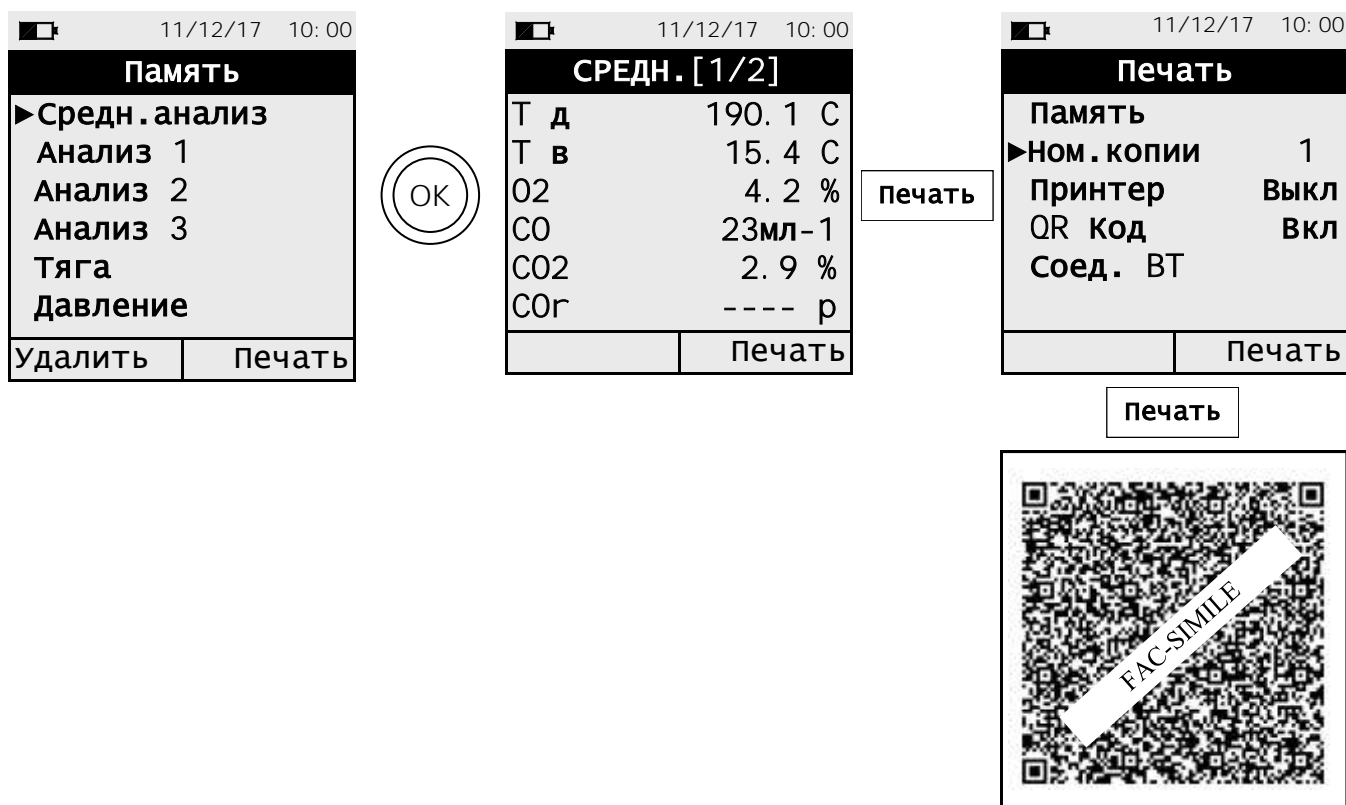 11/12/17 10:00
Память
▶Средн.анализ
Анализ 1
Анализ 2
Анализ 3
Тяга
Давление
Удалить Печать
OK
11/12/17 10:00
СРЕДН.[1/2]
T д 190.1 C
T в 15.4 C
O2 4.2 %
CO 23мл-1
CO2 2.9 %
COr ---- p
Печать
Печать
11/12/17 10:00
Печать
Память
▶Ном.копии 1
Принтер Выкл
QR Код Вкл
Соед. BT
Печать
Печать
FAC-SIMILE